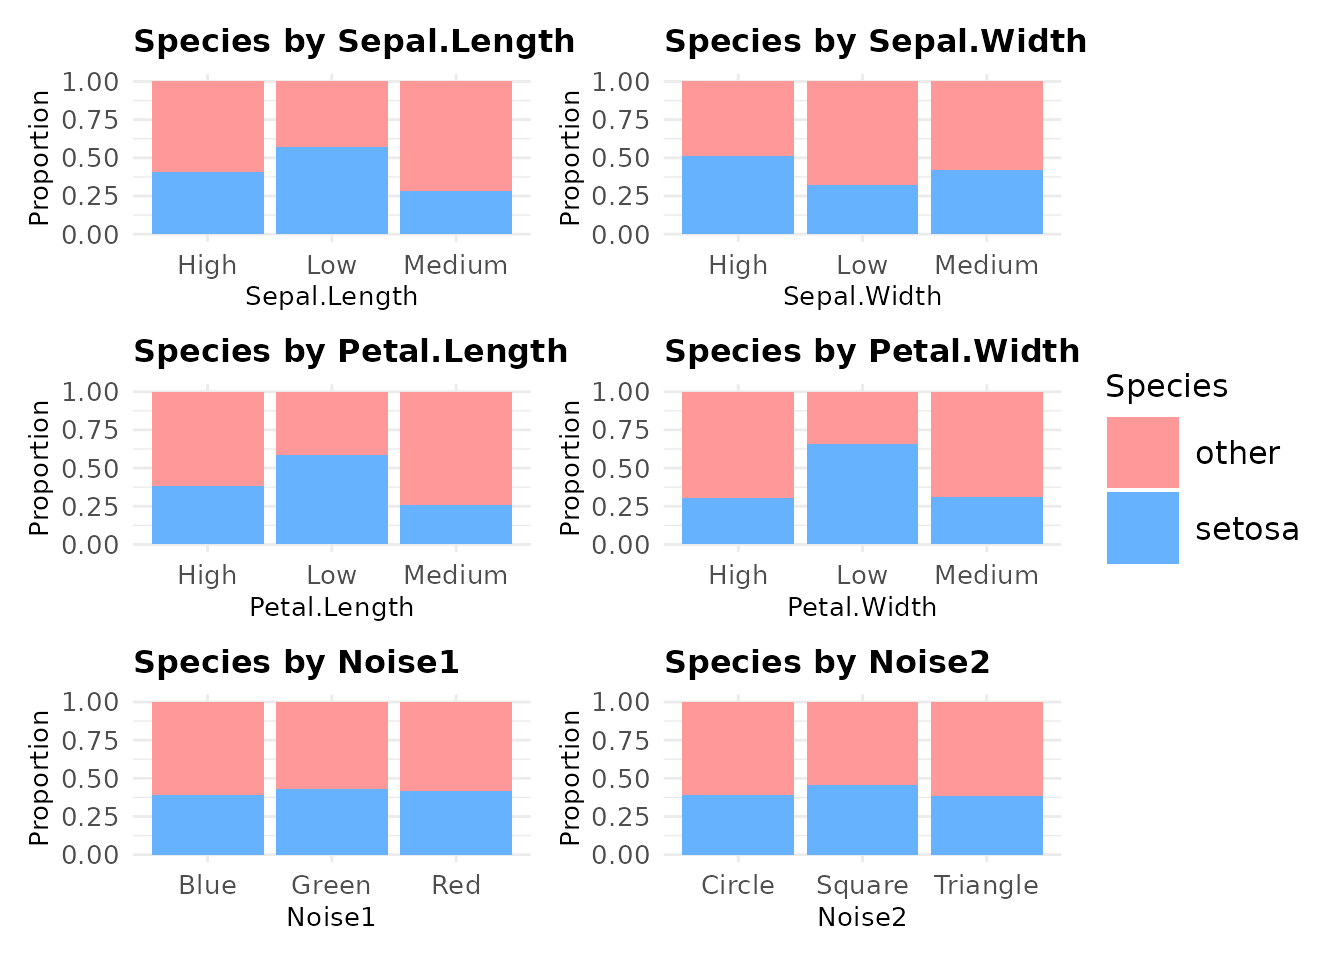 Species by Sepal.Length
Proportion
1.00
0.75
0.50
0.25
0.00
High Low Medium
Sepal.Length
Species by Sepal.Width
Proportion
1.00
0.75
0.50
0.25
0.00
High Low Medium
Sepal.Width
Species by Petal.Length
Proportion
1.00
0.75
0.50
0.25
0.00
High Low Medium
Petal.Length
Species by Petal.Width
Proportion
1.00
0.75
0.50
0.25
0.00
High Low Medium
Petal.Width
Species by Noise1
Proportion
1.00
0.75
0.50
0.25
0.00
Blue Green Red
Noise1
Species by Noise2
Proportion
1.00
0.75
0.50
0.25
0.00
Circle Square Triangle
Noise2
Species
other
setosa